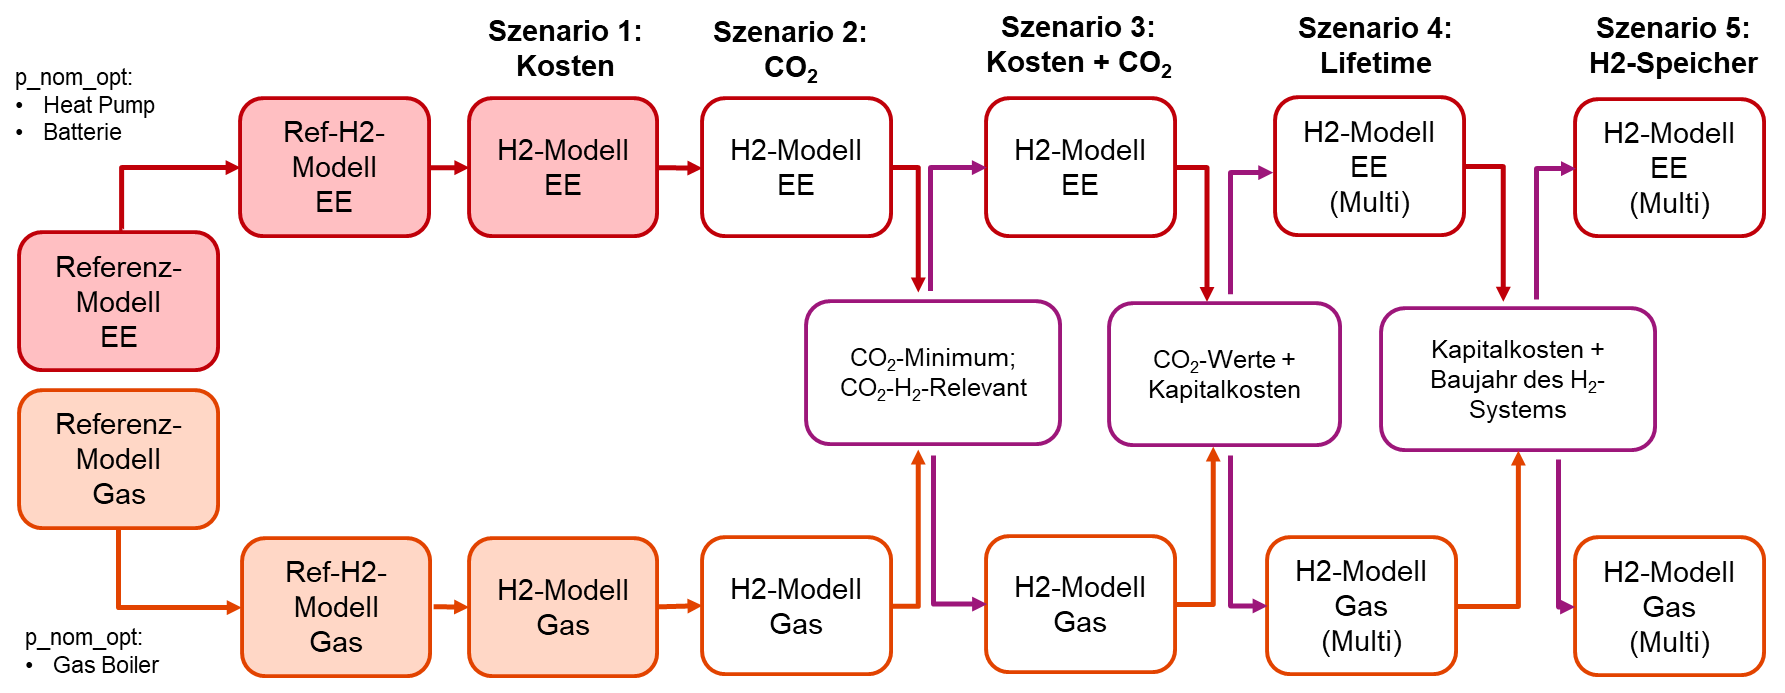 Szenario 1:
Kosten
Szenario 2:
CO₂
Szenario 3:
Kosten + CO₂
Szenario 4:
Lifetime
Szenario 5:
H2-Speicher
p_nom_opt:
• Heat Pump
• Batterie
Ref-H2-
Modell
EE
H2-Modell
EE
H2-Modell
EE
H2-Modell
EE
H2-Modell
EE
(Multi)
H2-Modell
EE
(Multi)
Referenz-
Modell
EE
CO₂-Minimum;
CO₂-H₂-Relevant
CO₂-Werte +
Kapitalkosten
Kapitalkosten +
Baujahr des H₂-
Systems
Referenz-
Modell
Gas
Ref-H2-
Modell
Gas
H2-Modell
Gas
H2-Modell
Gas
H2-Modell
Gas
H2-Modell
Gas
(Multi)
H2-Modell
Gas
(Multi)
p_nom_opt:
• Gas Boiler